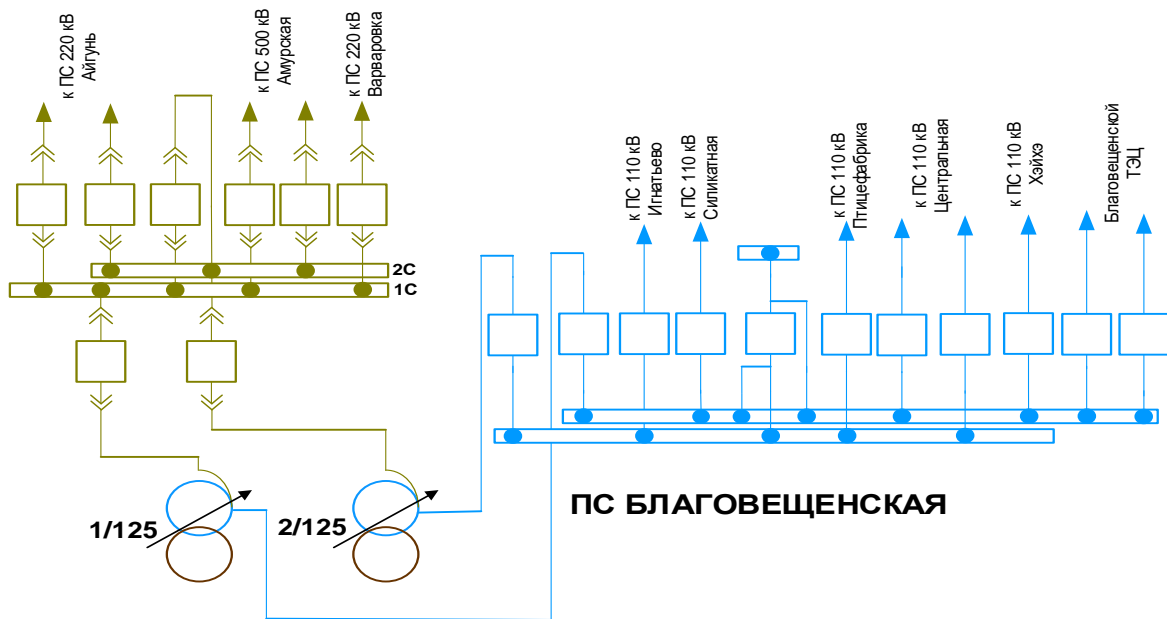 к ПС 220 кВ
Айгунь
к ПС 500 кВ
Амурская
к ПС 220 кВ
Варваровка
2С
1С
к ПС 110 кВ
Игнатьево
к ПС 110 кВ
Силикатная
к ПС 110 кВ
Птицефабрика
к ПС 110 кВ
Центральная
к ПС 110 кВ
Хэйхэ
Благовещенской
ТЭЦ
1/125
2/125
ПС БЛАГОВЕЩЕНСКАЯ